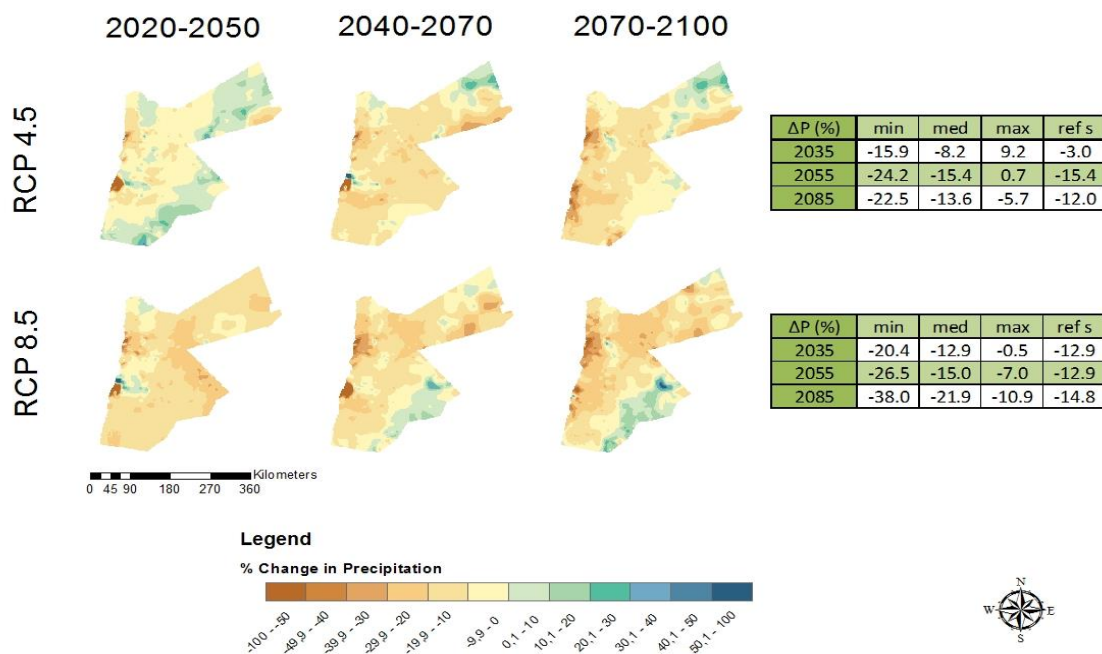 2020-2050 2040-2070 2070-2100
RCP 4.5
ΔP (%) min med max ref s
2035 -15.9 -8.2 9.2 -3.0
2055 -24.2 -15.4 0.7 -15.4
2085 -22.5 -13.6 -5.7 -12.0
RCP 8.5
ΔP (%) min med max ref s
2035 -20.4 -12.9 -0.5 -12.9
2055 -26.5 -15.0 -7.0 -12.9
2085 -38.0 -21.9 -10.9 -14.8
Kilometers
0 45 90 180 270 360
Legend
% Change in Precipitation
-100 - -50
-49,9 - -40
-39,9 - -30
-29,9 - -20
-19,9 - -10
-9,9 - 0
0,1 - 10
10,1 - 20
20,1 - 30
30,1 - 40
40,1 - 50
50,1 - 100
N
W E
S